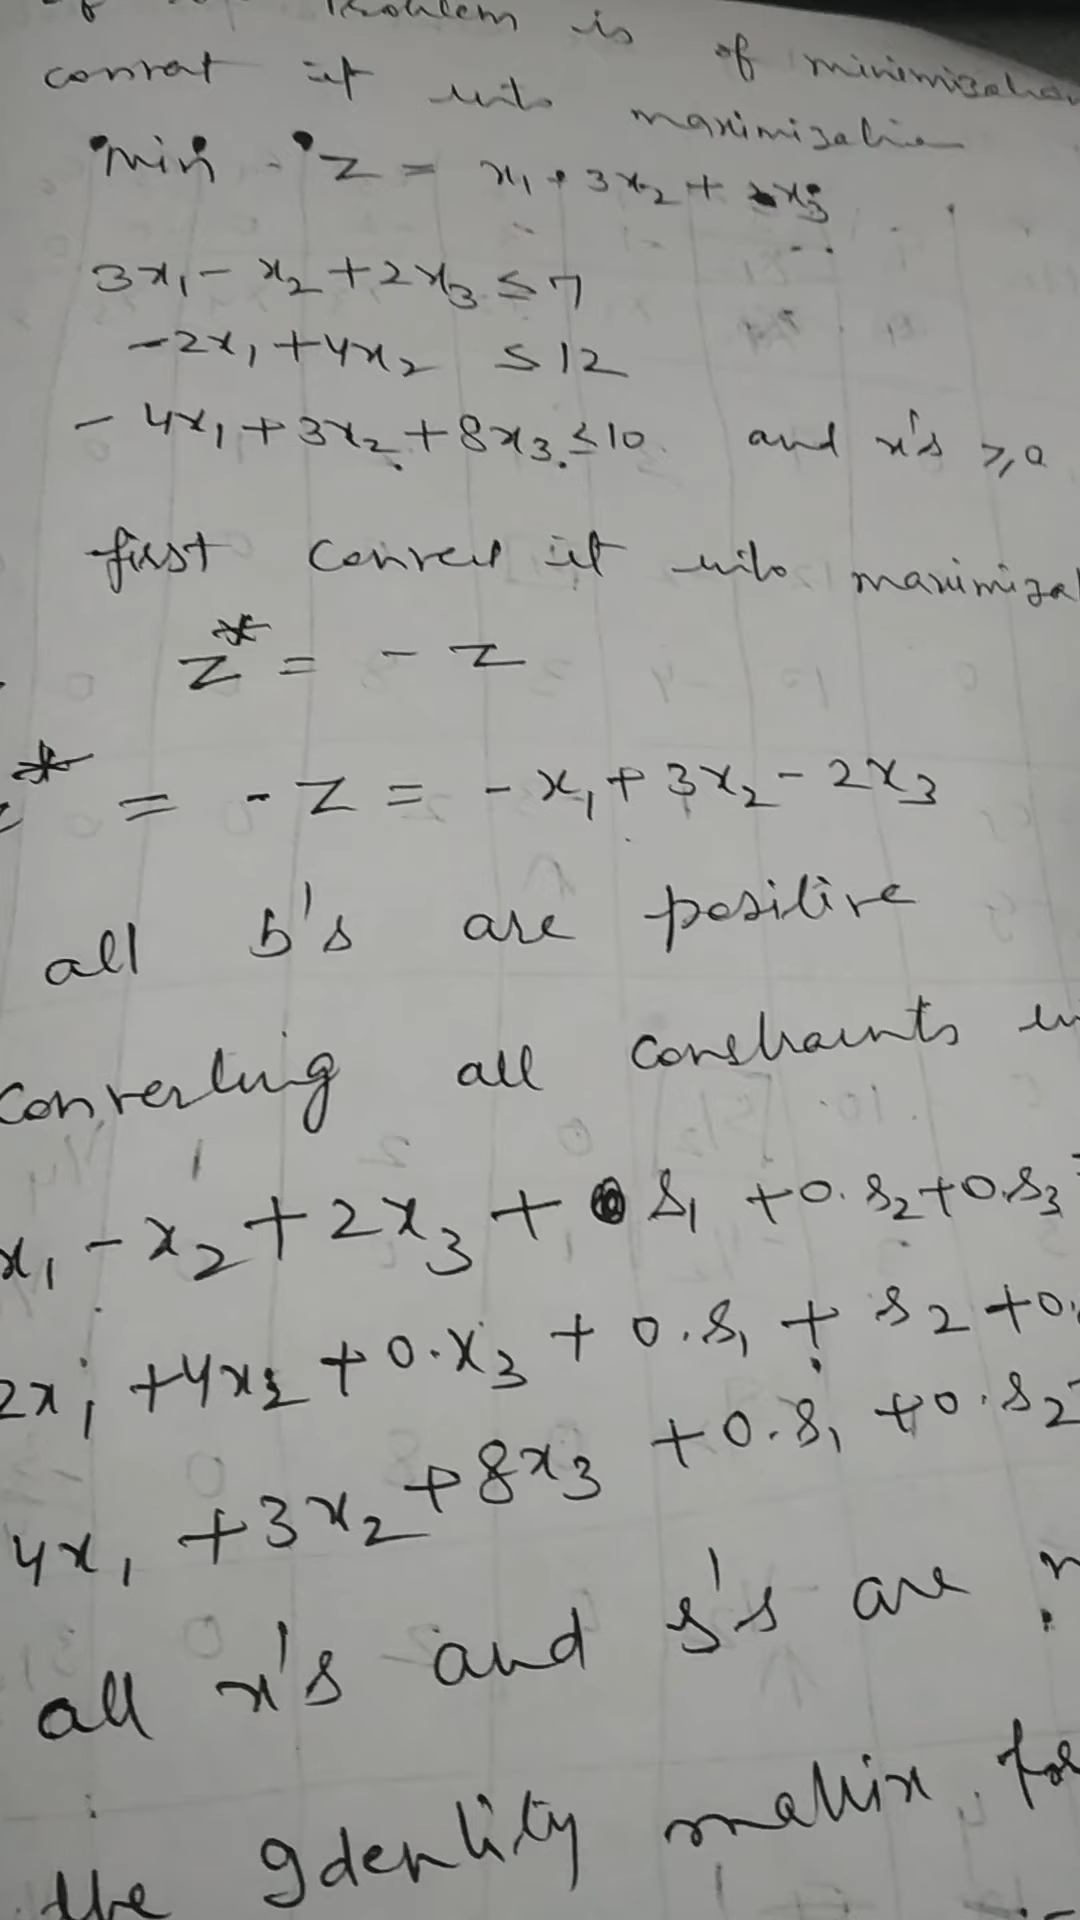 Problem is of minimization
convrat it into maximization
min Z = x₁ - 3x₂ + 2x₃
3x₁ - x₂ + 2x₃ ≤ 7
-2x₁ + 4x₂ ≤ 12
- 4x₁ + 3x₂ + 8x₃ ≤ 10 and x's ≥ 0
first convert it into maximiza
Z* = - Z
* = - Z = - x₁ + 3x₂ - 2x₃
all b's are positive
Converting all constraints in
x₁ - x₂ + 2x₃ + s₁ + 0.s₂ + 0.s₃
2x₁ + 4x₂ + 0.x₃ + 0.s₁ + s₂ + 0.
4x₁ + 3x₂ + 8x₃ + 0.s₁ + 0.s₂
all x's and s's are
the Identity matrix for